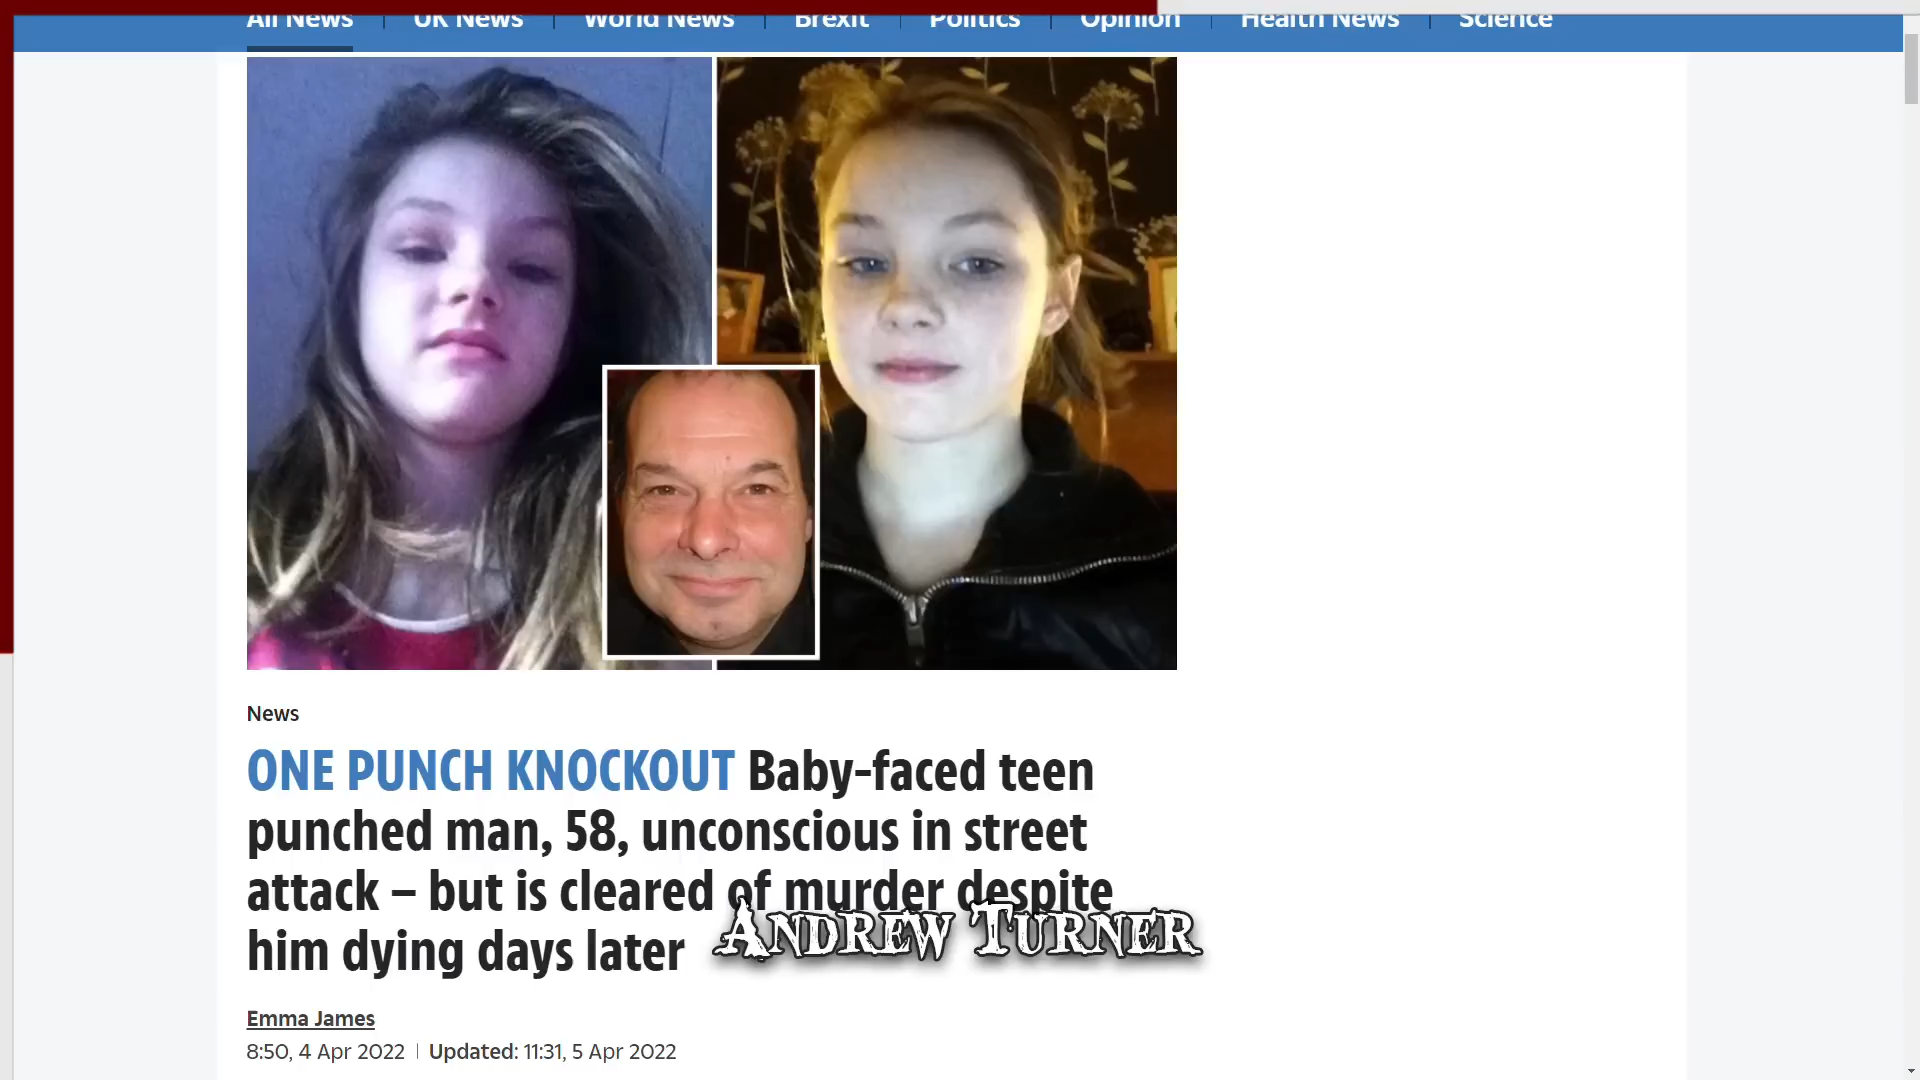 All News UK News World News Brexit Politics Opinion Health News Science
News
ONE PUNCH KNOCKOUT Baby-faced teen
punched man, 58, unconscious in street
attack – but is cleared of murder despite
him dying days later
Andrew Turner
Emma James
8:50, 4 Apr 2022 | Updated: 11:31, 5 Apr 2022